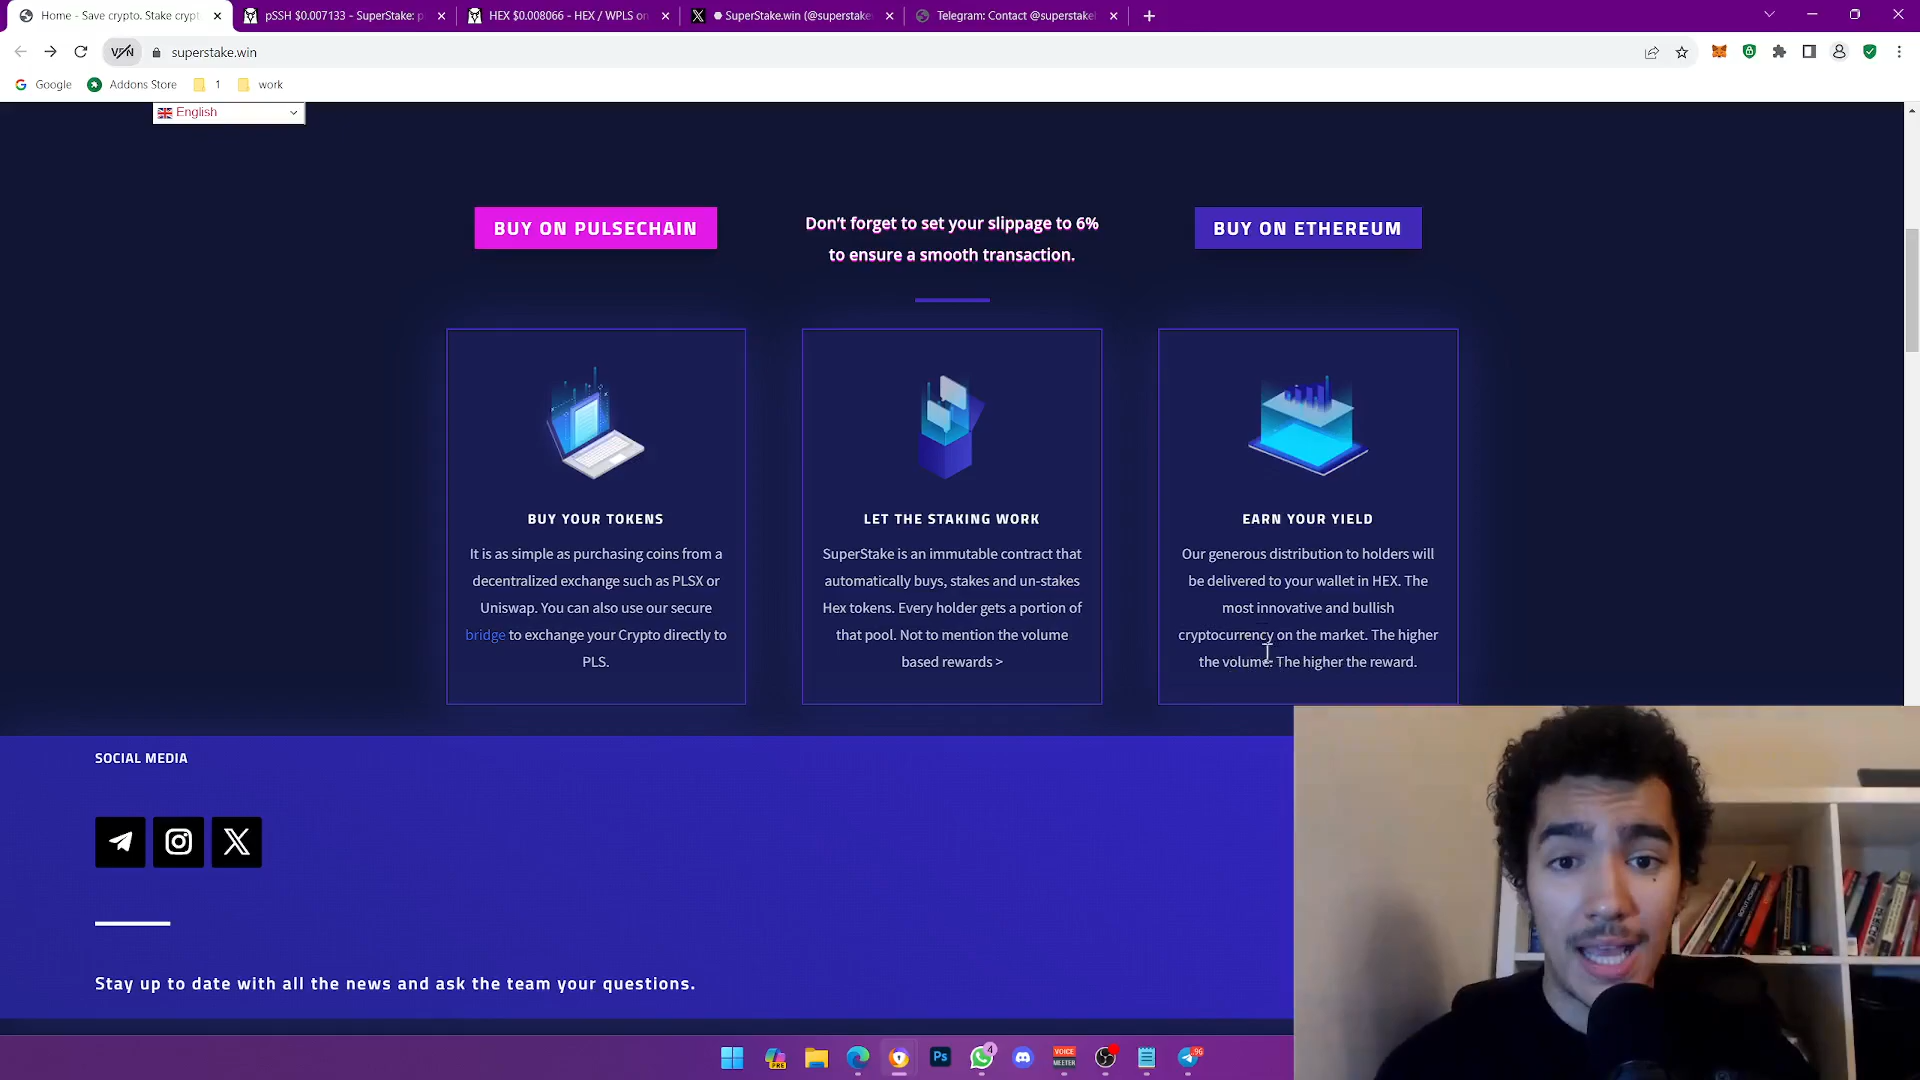 Home - Save crypto. Stake crypt
pSSH $0.007133 - SuperStake: p
HEX $0.008066 - HEX / WPLS on
SuperStake.win (@superstake
Telegram: Contact @superstake
VPN
superstake.win
Google
Addons Store
1
work
English
BUY ON PULSECHAIN
Don't forget to set your slippage to 6%
to ensure a smooth transaction.
BUY ON ETHEREUM
BUY YOUR TOKENS
It is as simple as purchasing coins from a
decentralized exchange such as PLSX or
Uniswap. You can also use our secure
bridge to exchange your Crypto directly to
PLS.
LET THE STAKING WORK
SuperStake is an immutable contract that
automatically buys, stakes and un-stakes
Hex tokens. Every holder gets a portion of
that pool. Not to mention the volume
based rewards >
EARN YOUR YIELD
Our generous distribution to holders will
be delivered to your wallet in HEX. The
most innovative and bullish
cryptocurrency on the market. The higher
the volume. The higher the reward.
SOCIAL MEDIA
Stay up to date with all the news and ask the team your questions.
PRE
Ps
4
VOICE
MEETER
96